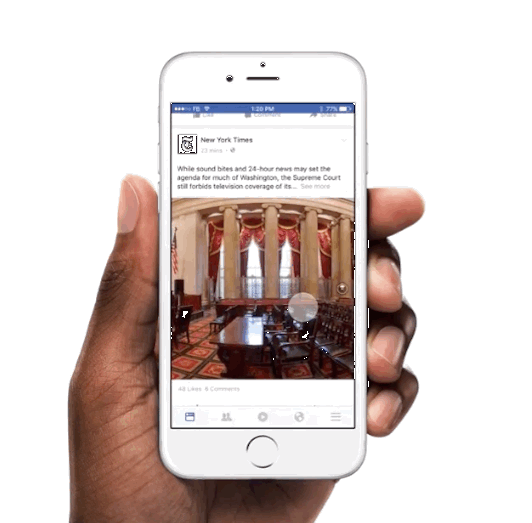 FB 1:20 PM 77%
Like Comment Share
New York Times
23 mins
While sound bites and 24-hour news may set the
agenda for much of Washington, the Supreme Court
still forbids television coverage of its... See more
48 Likes 6 Comments